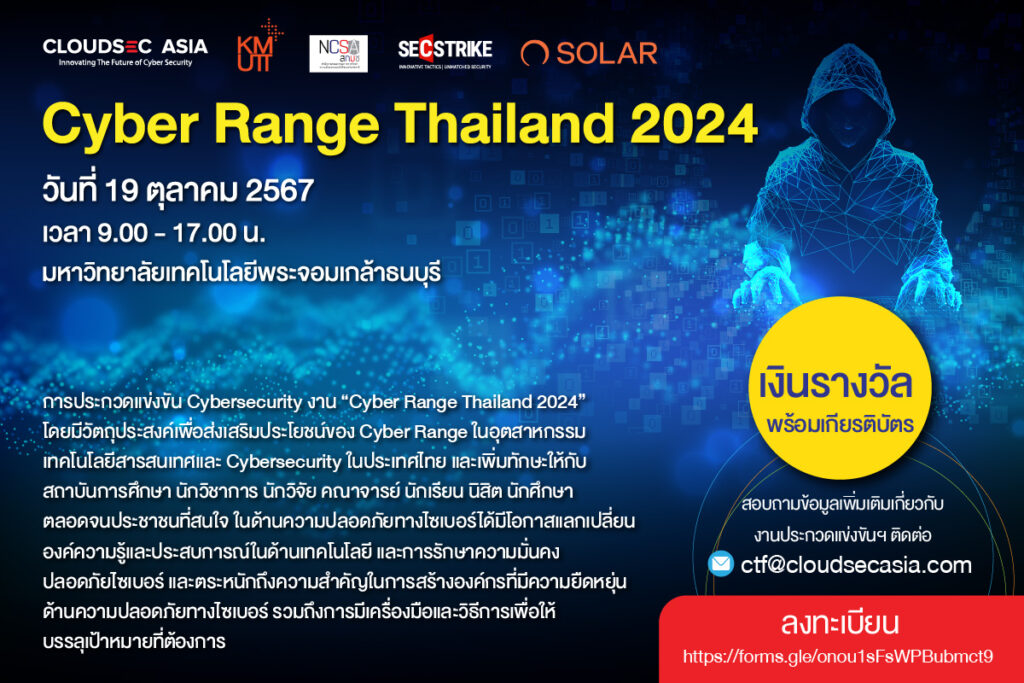 CLOUDSEC ASIA
Innovating The Future of Cyber Security
KM
UTT
NCSA
สกมช
SECSTRIKE
INNOVATIVE TACTICS | UNMATCHED SECURITY
SOLAR
Cyber Range Thailand 2024
วันที่ 19 ตุลาคม 2567
เวลา 9.00 - 17.00 น.
มหาวิทยาลัยเทคโนโลยีพระจอมเกล้าธนบุรี
การประกวดแข่งขัน Cybersecurity งาน “Cyber Range Thailand 2024”
โดยมีวัตถุประสงค์เพื่อส่งเสริมประโยชน์ของ Cyber Range ในอุตสาหกรรม
เทคโนโลยีสารสนเทศและ Cybersecurity ในประเทศไทย และเพิ่มทักษะให้กับ
สถาบันการศึกษา นักวิชาการ นักวิจัย คณาจารย์ นักเรียน นิสิต นักศึกษา
ตลอดจนประชาชนที่สนใจ ในด้านความปลอดภัยทางไซเบอร์ได้มีโอกาสแลกเปลี่ยน
องค์ความรู้และประสบการณ์ในด้านเทคโนโลยี และการรักษาความมั่นคง
ปลอดภัยไซเบอร์ และตระหนักถึงความสำคัญในการสร้างองค์กรที่มีความยืดหยุ่น
ด้านความปลอดภัยทางไซเบอร์ รวมถึงการมีเครื่องมือและวิธีการเพื่อให้
บรรลุเป้าหมายที่ต้องการ
เงินรางวัล
พร้อมเกียรติบัตร
สอบถามข้อมูลเพิ่มเติมเกี่ยวกับ
งานประกวดแข่งขันฯ ติดต่อ
ctf@cloudsecasia.com
ลงทะเบียน
https://forms.gle/onou1sFsWPBubmct9